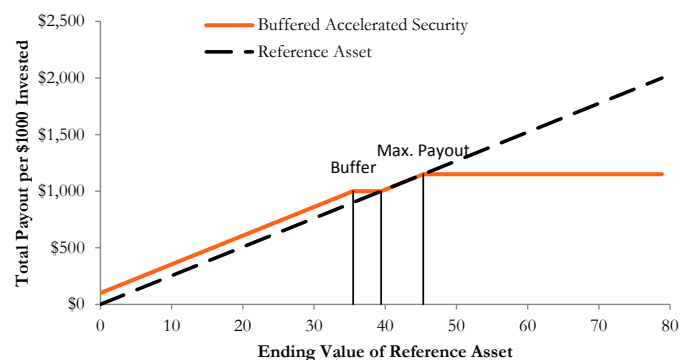 $2,500
Buffered Accelerated Security
Reference Asset
$2,000
$1,500
Max. Payout
Buffer
$1,000
$500
$0
Total Payout per $1000 Invested
0 10 20 30 40 50 60 70 80
Ending Value of Reference Asset